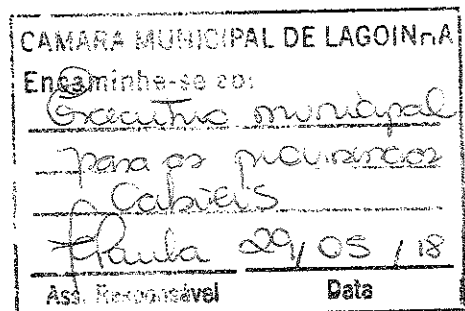 CAMARA MUNICIPAL DE LAGOINHA
Encaminhe-se ao:
Executivo municipal
para as providências
Cabíveis
Paula 29/05/18
Ass. Responsável Data